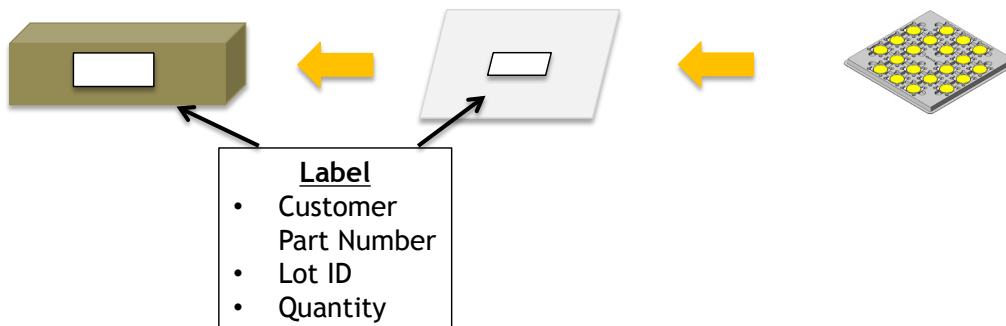 Label
• Customer
Part Number
• Lot ID
• Quantity